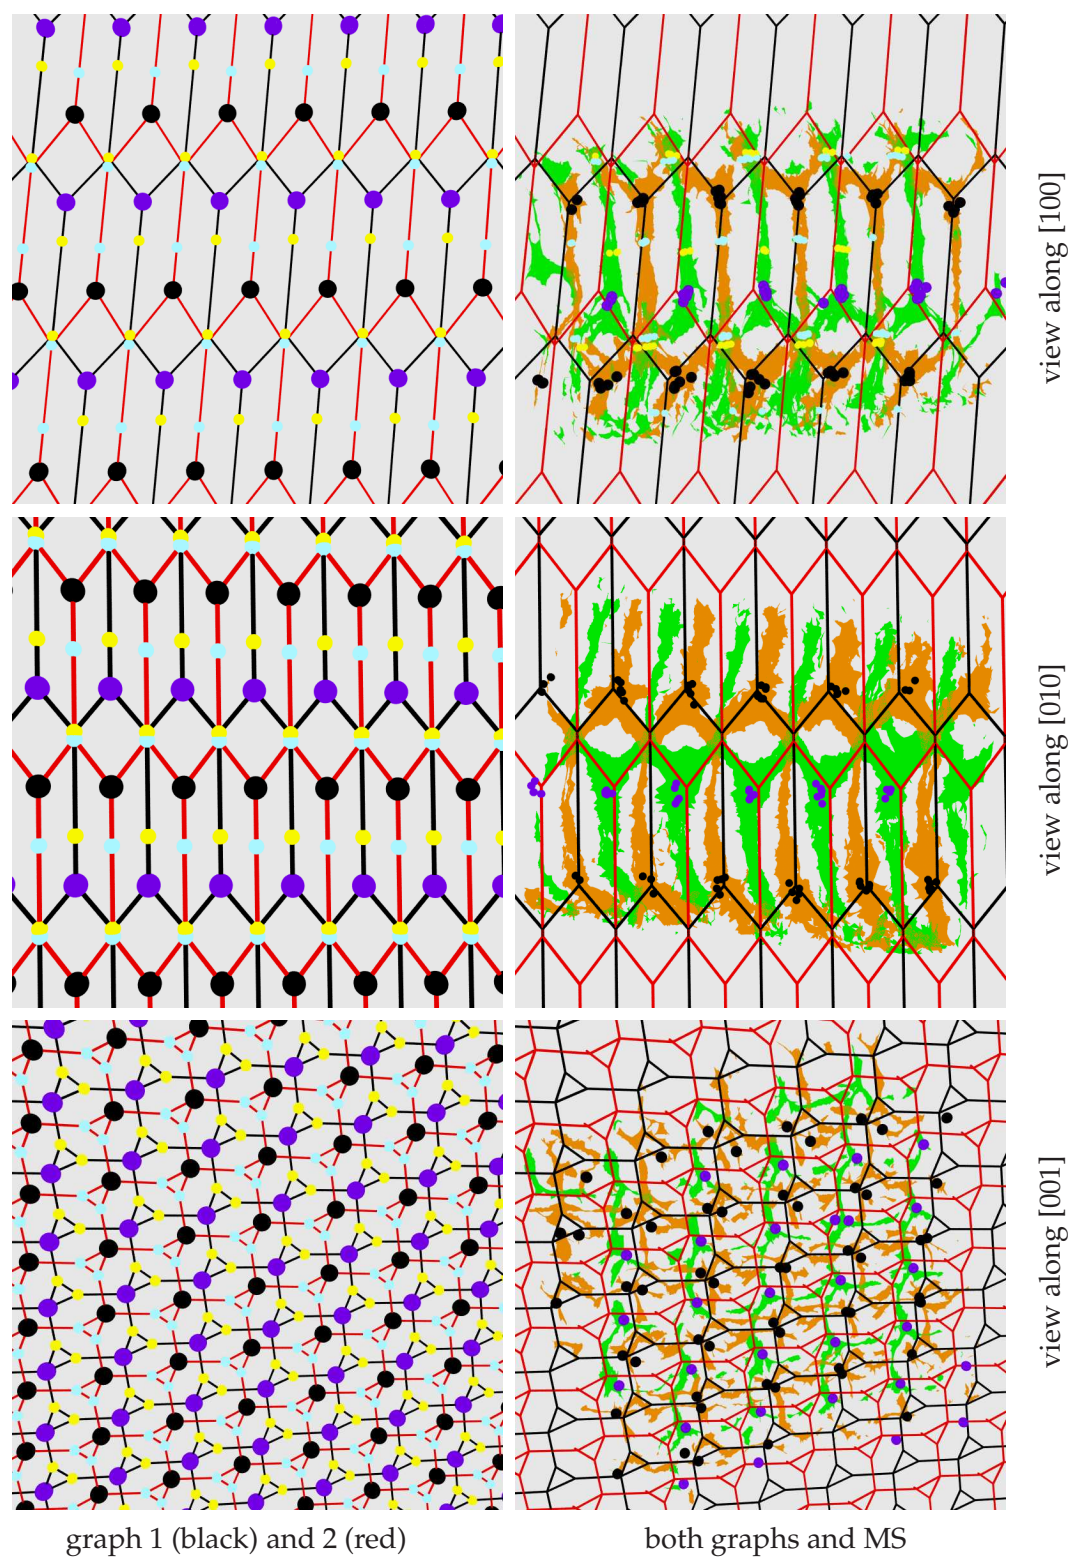 view along [100]
view along [010]
view along [001]
graph 1 (black) and 2 (red)
both graphs and MS